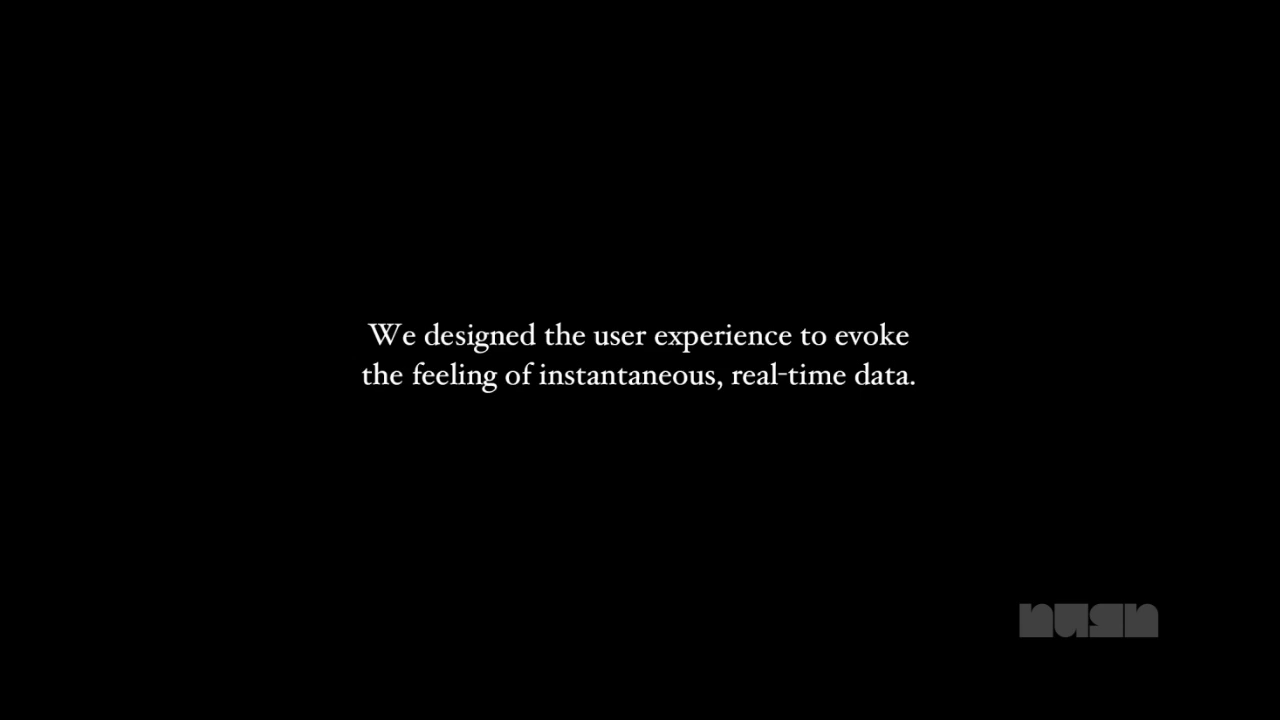 We designed the user experience to evoke
the feeling of instantaneous, real-time data.